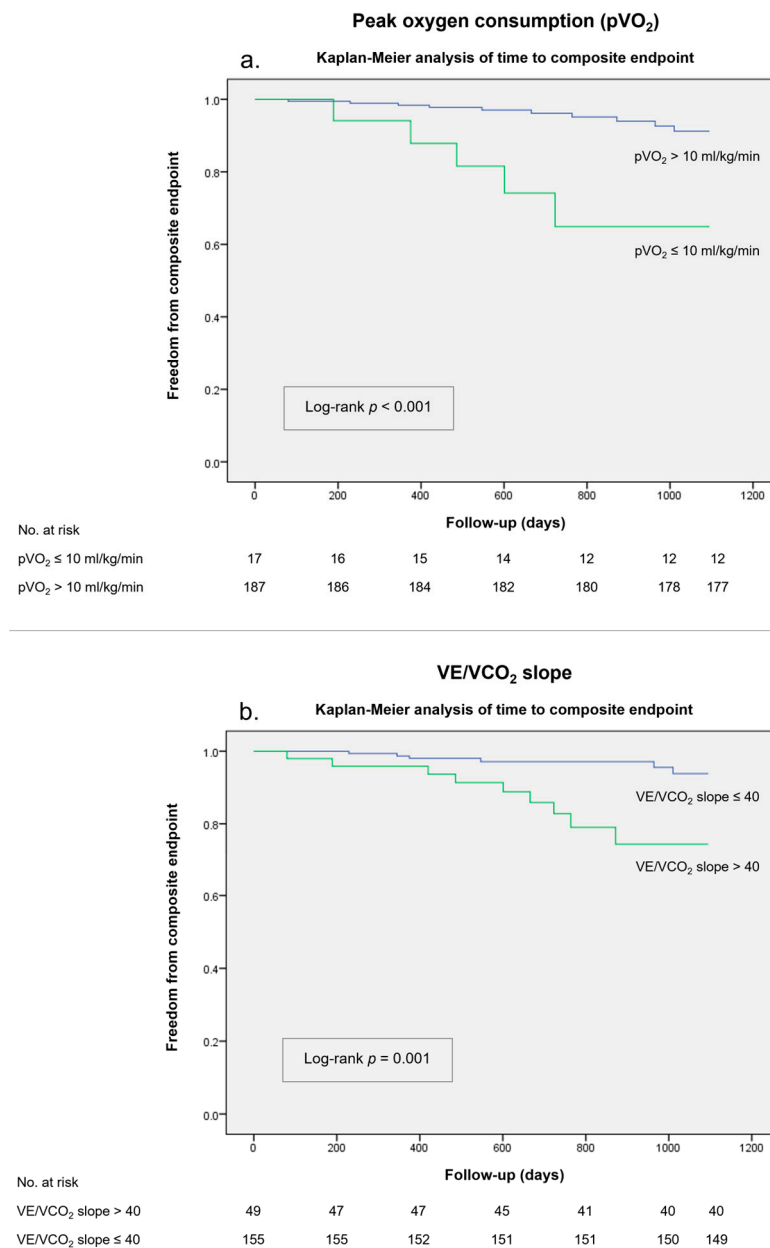 Peak oxygen consumption (pVO₂)
a. Kaplan-Meier analysis of time to composite endpoint
1.0
0.8
0.6
0.4
0.2
0.0
Freedom from composite endpoint
pVO₂ > 10 ml/kg/min
pVO₂ ≤ 10 ml/kg/min
Log-rank p < 0.001
0 200 400 600 800 1000 1200
Follow-up (days)
No. at risk
pVO₂ ≤ 10 ml/kg/min 17 16 15 14 12 12 12
pVO₂ > 10 ml/kg/min 187 186 184 182 180 178 177
VE/VCO₂ slope
b. Kaplan-Meier analysis of time to composite endpoint
1.0
0.8
0.6
0.4
0.2
0.0
Freedom from composite endpoint
VE/VCO₂ slope ≤ 40
VE/VCO₂ slope > 40
Log-rank p = 0.001
0 200 400 600 800 1000 1200
Follow-up (days)
No. at risk
VE/VCO₂ slope > 40 49 47 47 45 41 40 40
VE/VCO₂ slope ≤ 40 155 155 152 151 151 150 149